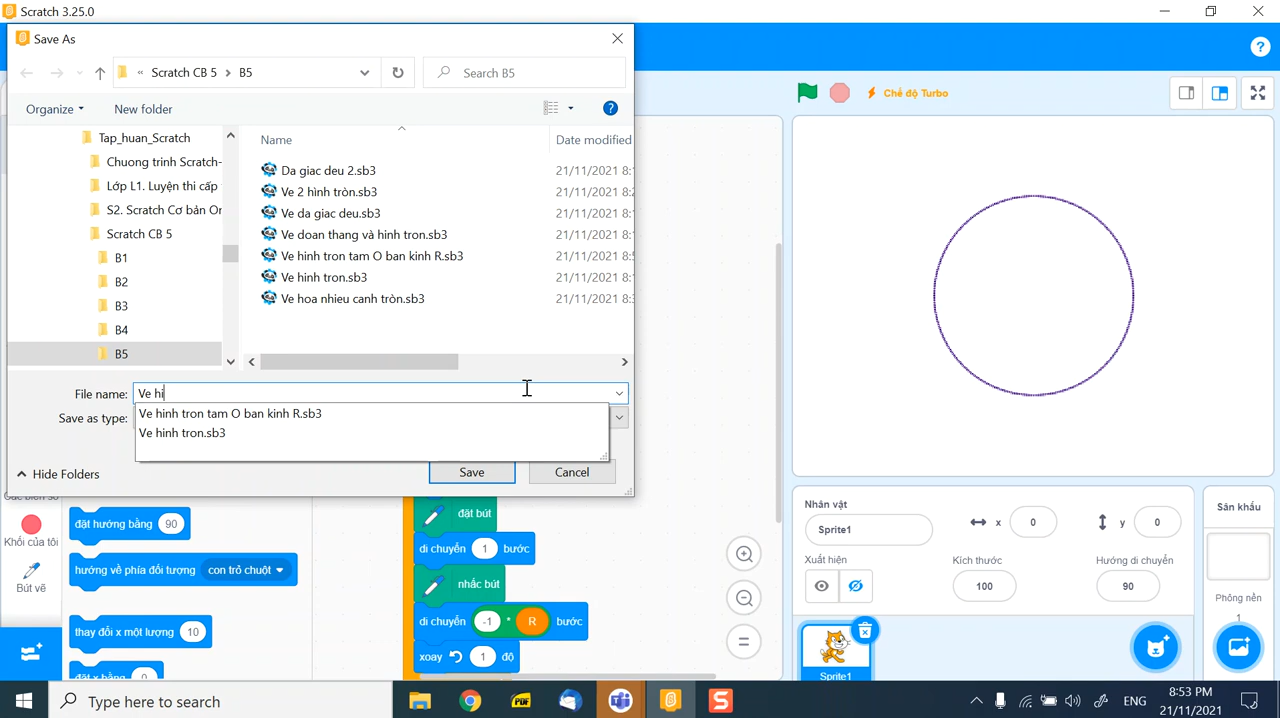 Scratch 3.25.0
Save As
« Scratch CB 5 > B5
Search B5
Organize
New folder
Tap_huan_Scratch
Chuong trinh Scratch-
Lớp L1. Luyện thi cấp
S2. Scratch Cơ bản Or
Scratch CB 5
B1
B2
B3
B4
B5
Name
Date modified
Da giac deu 2.sb3
21/11/2021 8:
Ve 2 hình tròn.sb3
21/11/2021 8:
Ve da giac deu.sb3
21/11/2021 8:
Ve doan thang và hinh tron.sb3
21/11/2021 8:
Ve hinh tron tam O ban kinh R.sb3
21/11/2021 8:
Ve hinh tron.sb3
21/11/2021 8:
Ve hoa nhieu canh tròn.sb3
21/11/2021 8:
File name:
Ve hi
Save as type:
Ve hinh tron tam O ban kinh R.sb3
Ve hinh tron.sb3
Hide Folders
Save
Cancel
Chế độ Turbo
Các biến số
Khối của tôi
Bút vẽ
đặt hướng bằng 90
hướng về phía đối tượng con trỏ chuột
thay đổi x một lượng 10
đặt x bằng 0
đặt bút
di chuyển 1 bước
nhấc bút
di chuyển -1 * R bước
xoay 1 độ
Nhân vật
Sprite1
x 0
y 0
Xuất hiện
Kích thước
100
Hướng di chuyển
90
Sprite1
Sân khấu
Phông nền
1
Type here to search
PDF
ENG
8:53 PM
21/11/2021